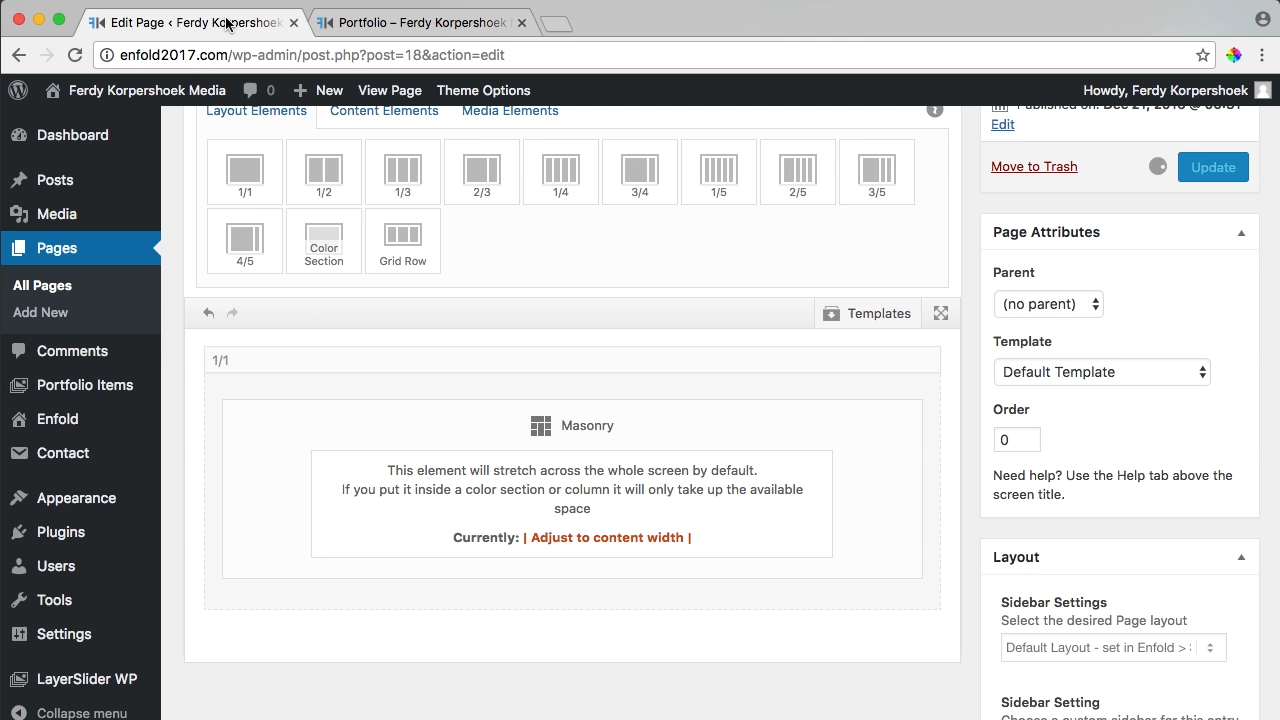 Edit Page ‹ Ferdy Korpershoek
Portfolio – Ferdy Korpershoek
enfold2017.com/wp-admin/post.php?post=18&action=edit
Ferdy Korpershoek Media
0
New
View Page
Theme Options
Howdy, Ferdy Korpershoek
Dashboard
Posts
Media
Pages
All Pages
Add New
Comments
Portfolio Items
Enfold
Contact
Appearance
Plugins
Users
Tools
Settings
LayerSlider WP
Collapse menu
Layout Elements
Content Elements
Media Elements
1/1
1/2
1/3
2/3
1/4
3/4
1/5
2/5
3/5
4/5
Color
Section
Grid Row
Templates
1/1
Masonry
This element will stretch across the whole screen by default.
If you put it inside a color section or column it will only take up the available
space
Currently: | Adjust to content width |
Edit
Move to Trash
Update
Page Attributes
Parent
(no parent)
Template
Default Template
Order
0
Need help? Use the Help tab above the
screen title.
Layout
Sidebar Settings
Select the desired Page layout
Default Layout - set in Enfold >
Sidebar Setting
Choose a custom sidebar for this entry